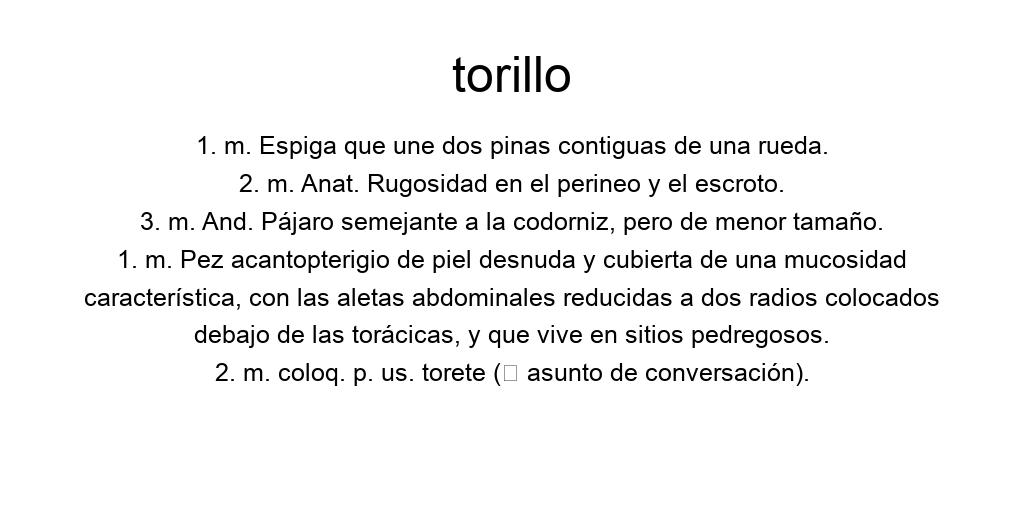 torillo
1. m. Espiga que une dos pinas contiguas de una rueda.
2. m. Anat. Rugosidad en el perineo y el escroto.
3. m. And. Pájaro semejante a la codorniz, pero de menor tamaño.
1. m. Pez acantopterigio de piel desnuda y cubierta de una mucosidad
característica, con las aletas abdominales reducidas a dos radios colocados
debajo de las torácicas, y que vive en sitios pedregosos.
2. m. coloq. p. us. torete (□ asunto de conversación).